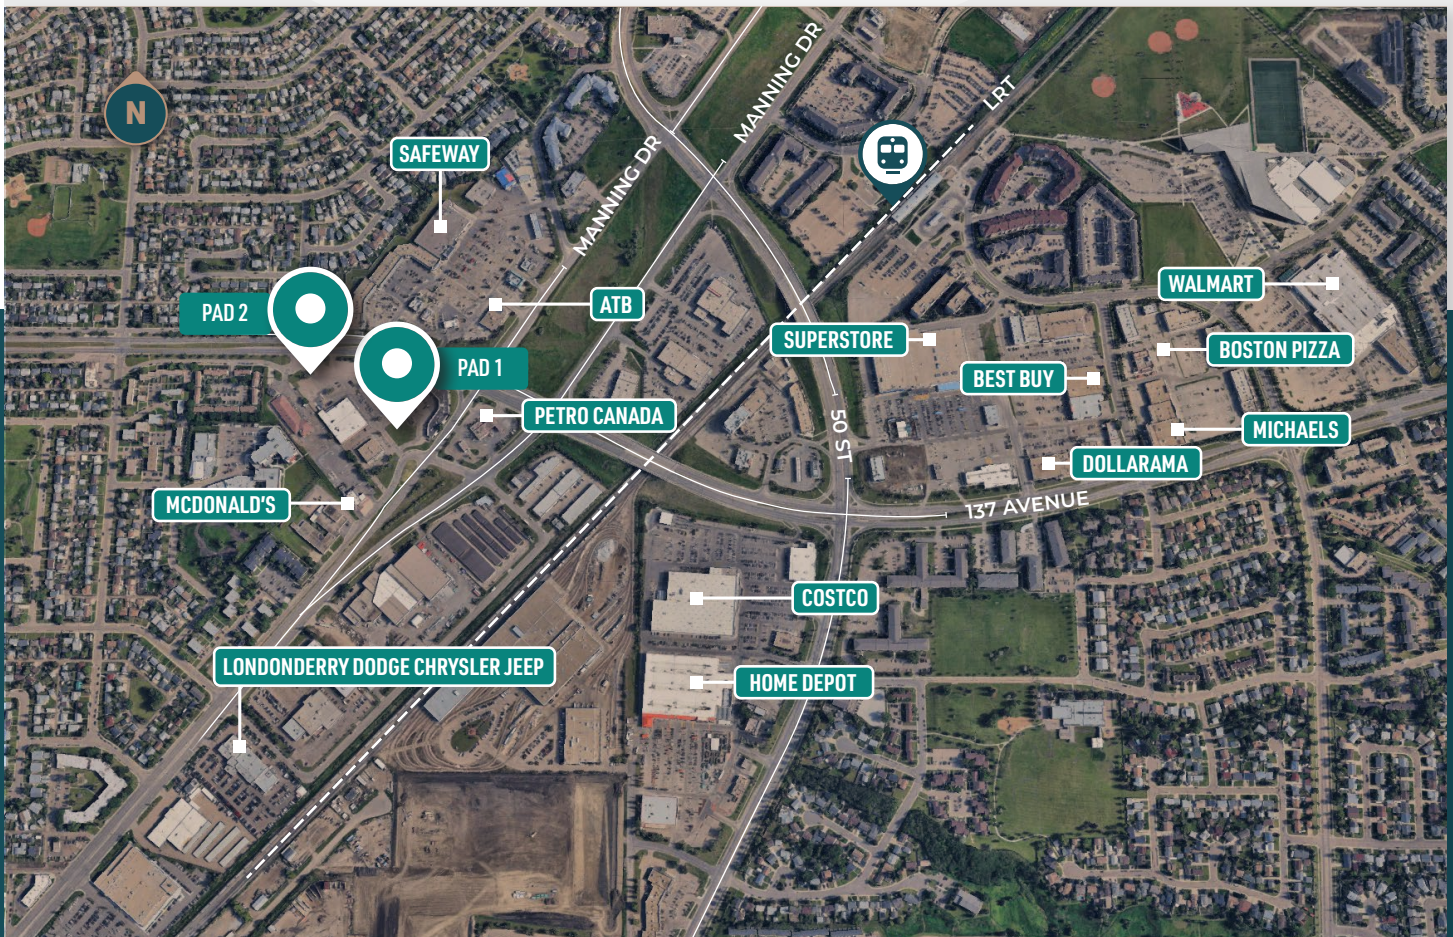 MANNING DR
MANNING DR
LRT
N
SAFEWAY
WALMART
PAD 2
ATB
SUPERSTORE
BOSTON PIZZA
PAD 1
BEST BUY
PETRO CANADA
50 ST
MICHAELS
DOLLARAMA
MCDONALD'S
137 AVENUE
COSTCO
LONDONDERRY DODGE CHRYSLER JEEP
HOME DEPOT